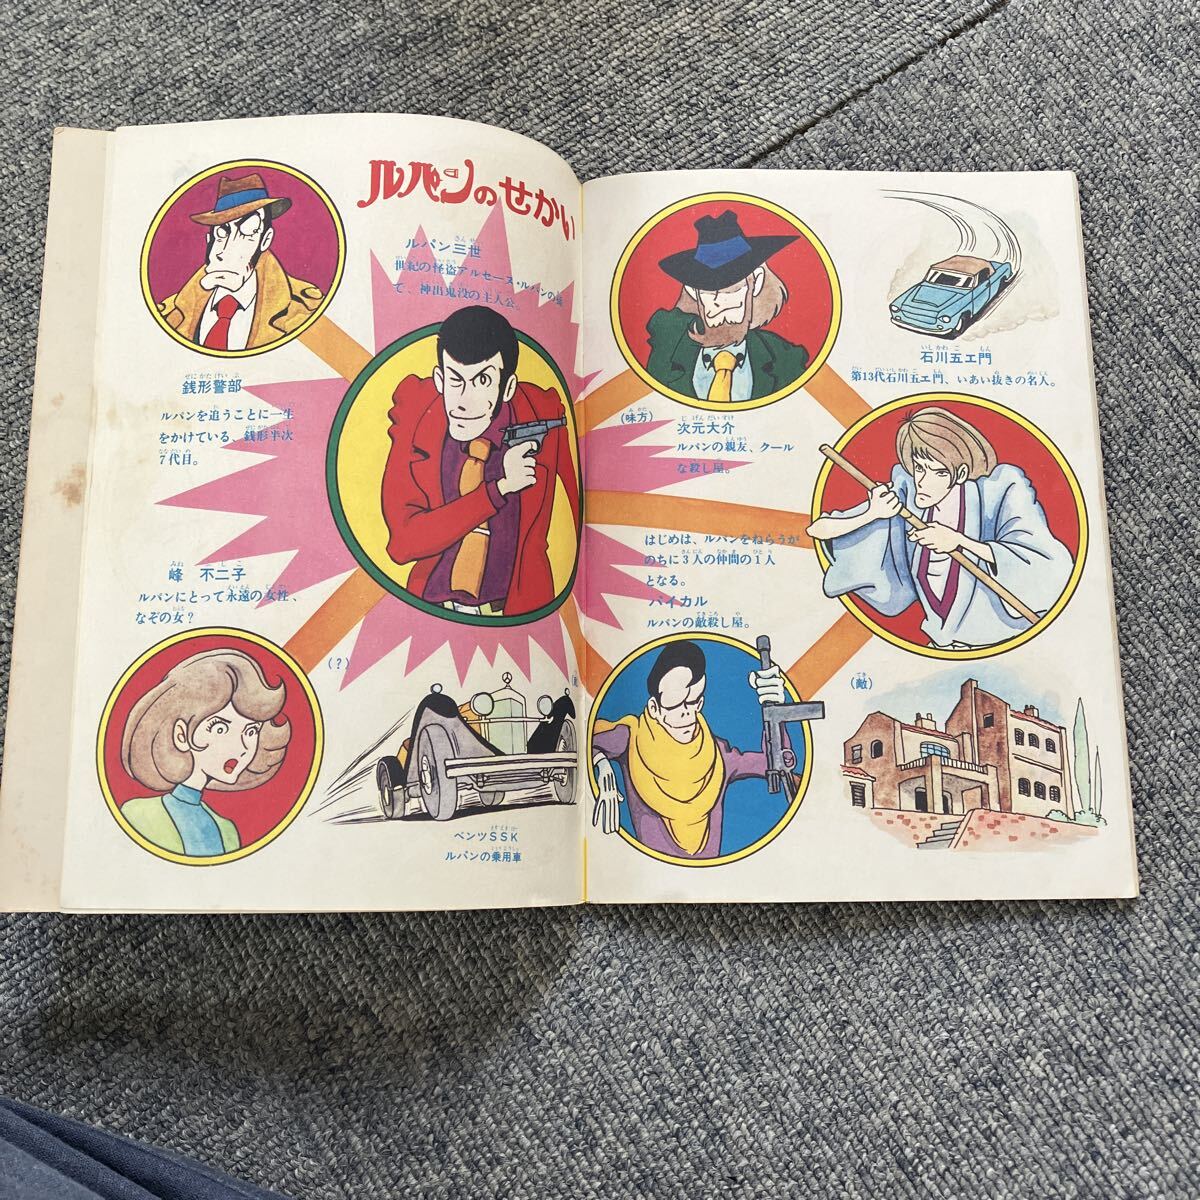 ルパンのせかい
ルパン三世
世紀の怪盗アルセーヌ・ルパンの
で、神出鬼没の主人公。
銭形警部
ルパンを追うことに一生
をかけている、銭形平次
7代目。
峰 不二子
ルパンにとって永遠の女性、
なぞの女?
(?)
ベンツSSK
ルパンの乗用車
(味方)
次元大介
ルパンの親友、クール
な殺し屋。
石川五ェ門
第13代石川五ェ門、いあい抜きの名人。
はじめは、ルパンをねらうが
のちに3人の仲間の1人
となる。
パイカル
ルパンの敵殺し屋。
(敵)